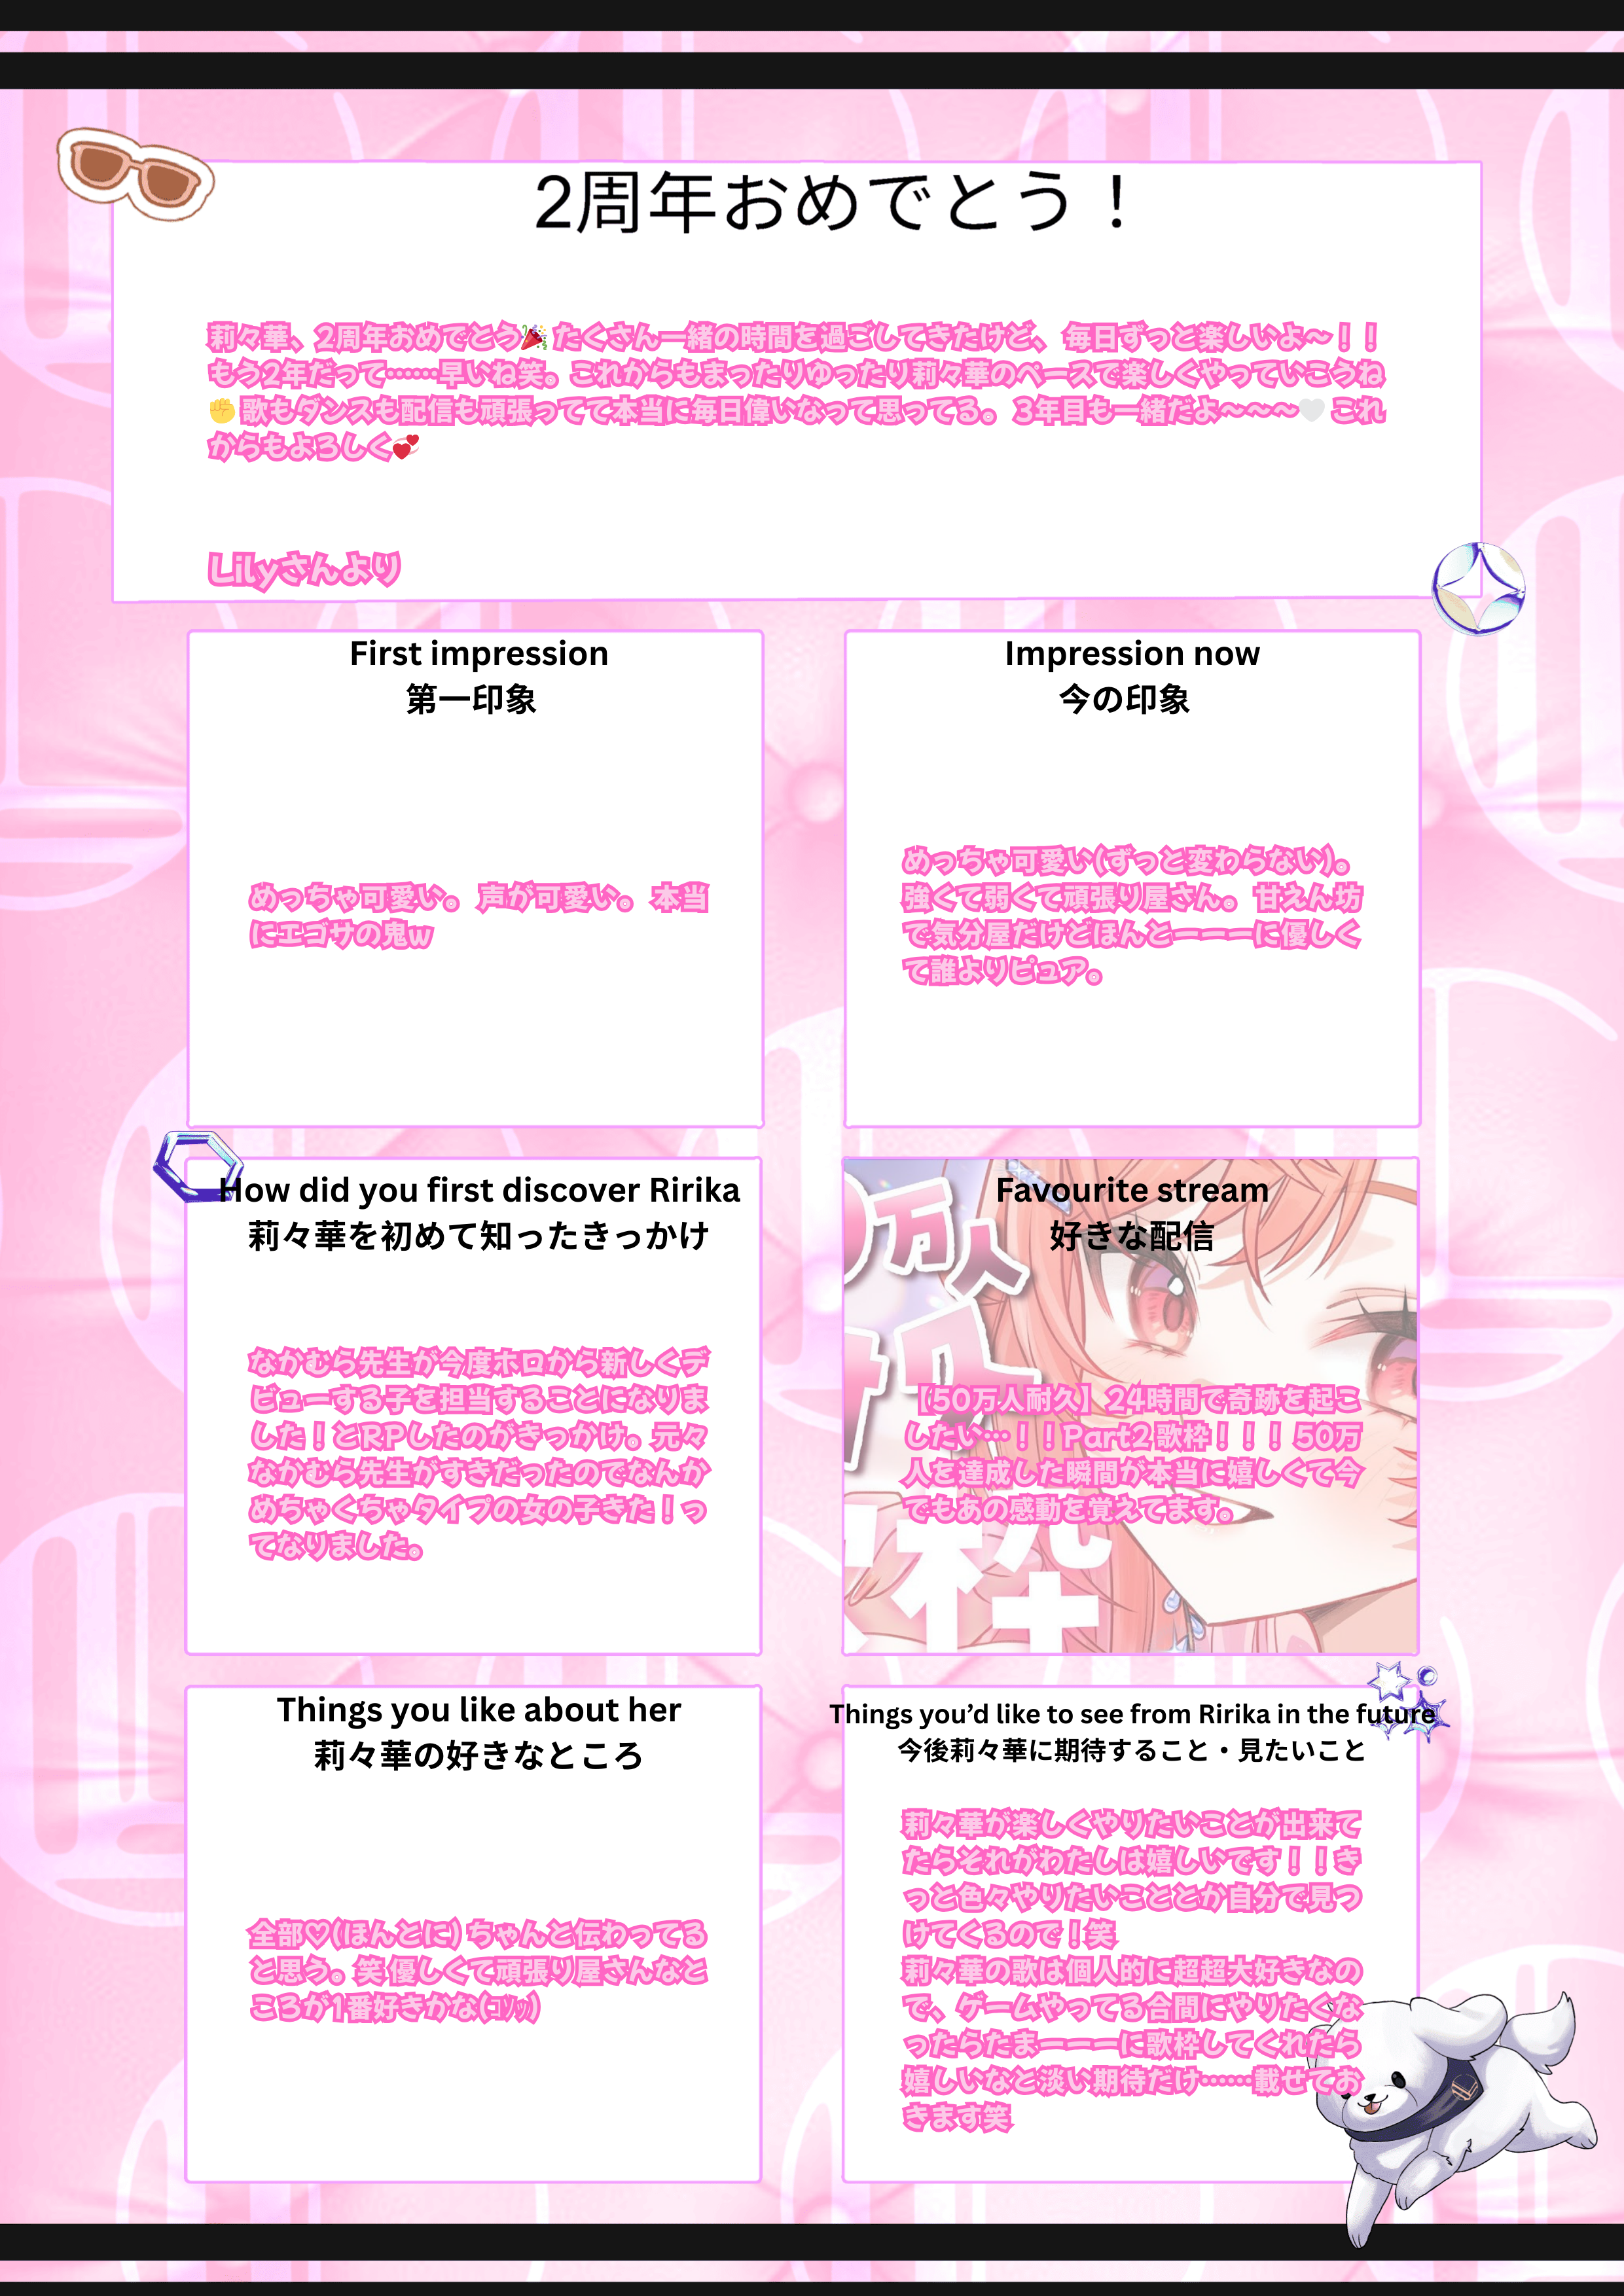 2周年おめでとう！
莉々華、2周年おめでとう🎉 たくさん一緒の時間を過ごしてきたけど、毎日ずっと楽しいよ〜！！
もう2年だって……早いね笑。これからもまったりゆったり莉々華のペースで楽しくやっていこうね
✊歌もダンスも配信も頑張ってて本当に毎日偉いなって思ってる。3年目も一緒だよ〜〜〜🤍 これ
からもよろしく💞
Lilyさんより
First impression
第一印象
めっちゃ可愛い。声が可愛い。本当
にエゴサの鬼w
Impression now
今の印象
めっちゃ可愛い(ずっと変わらない)。
強くて弱くて頑張り屋さん。甘えん坊
で気分屋だけどほんとーーーに優しく
て誰よりピュア。
How did you first discover Ririka
莉々華を初めて知ったきっかけ
なかむら先生が今度ホロから新しくデ
ビューする子を担当することになりま
した！とRPしたのがきっかけ。元々
なかむら先生がすきだったのでなんか
めちゃくちゃタイプの女の子きた！っ
てなりました。
Favourite stream
好きな配信
万人
枠
【50万人耐久】24時間で奇跡を起こ
したい…！！Part2 歌枠！！！50万
人を達成した瞬間が本当に嬉しくて今
でもあの感動を覚えてます。
Things you like about her
莉々華の好きなところ
全部♡(ほんとに) ちゃんと伝わってる
と思う。笑 優しくて頑張り屋さんなと
ころが1番好きかな(ｺｿｯ)
Things you’d like to see from Ririka in the future
今後莉々華に期待すること・見たいこと
莉々華が楽しくやりたいことが出来て
たらそれがわたしは嬉しいです！！き
っと色々やりたいこととか自分で見つ
けてくるので！笑
莉々華の歌は個人的に超超大好きなの
で、ゲームやってる合間にやりたくな
ったらたまーーーに歌枠してくれたら
嬉しいなと淡い期待だけ……載せてお
きます笑